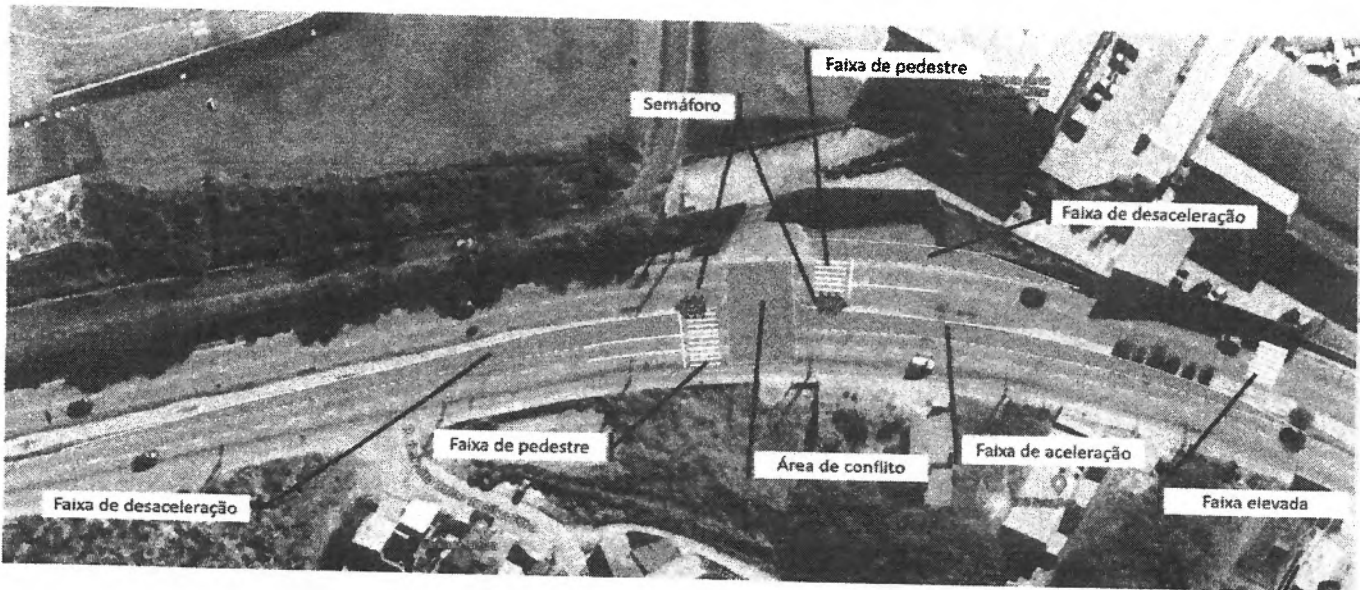 Faixa de pedestre
Semáforo
Faixa de desaceleração
Faixa de pedestre
Área de conflito
Faixa de aceleração
Faixa de desaceleração
Faixa elevada